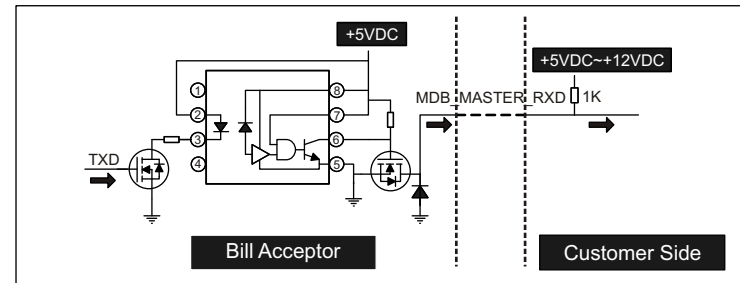 +5VDC
+5VDC~+12VDC
MDB_MASTER_RXD
1K
1
8
2
7
3
6
4
5
TXD
Bill Acceptor
Customer Side